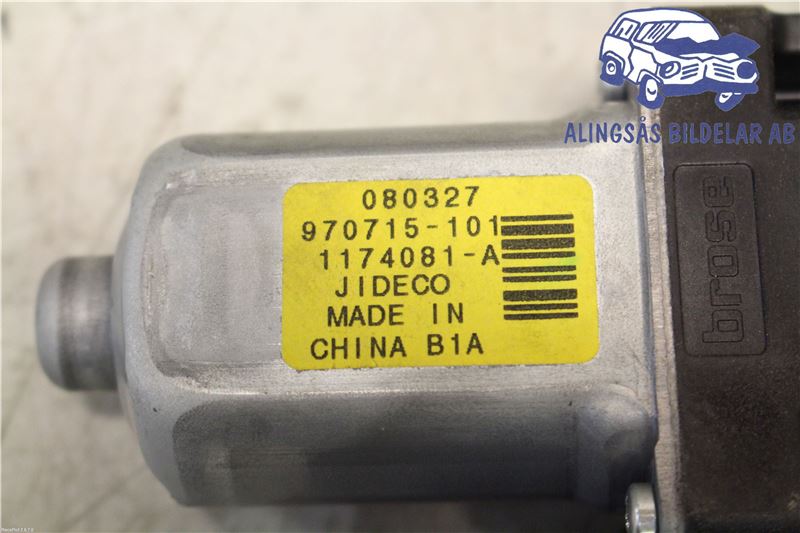 ALINGSÅS BILDELAR AB
080327
970715-101
1174081-A
JIDECO
MADE IN
CHINA B1A
brose